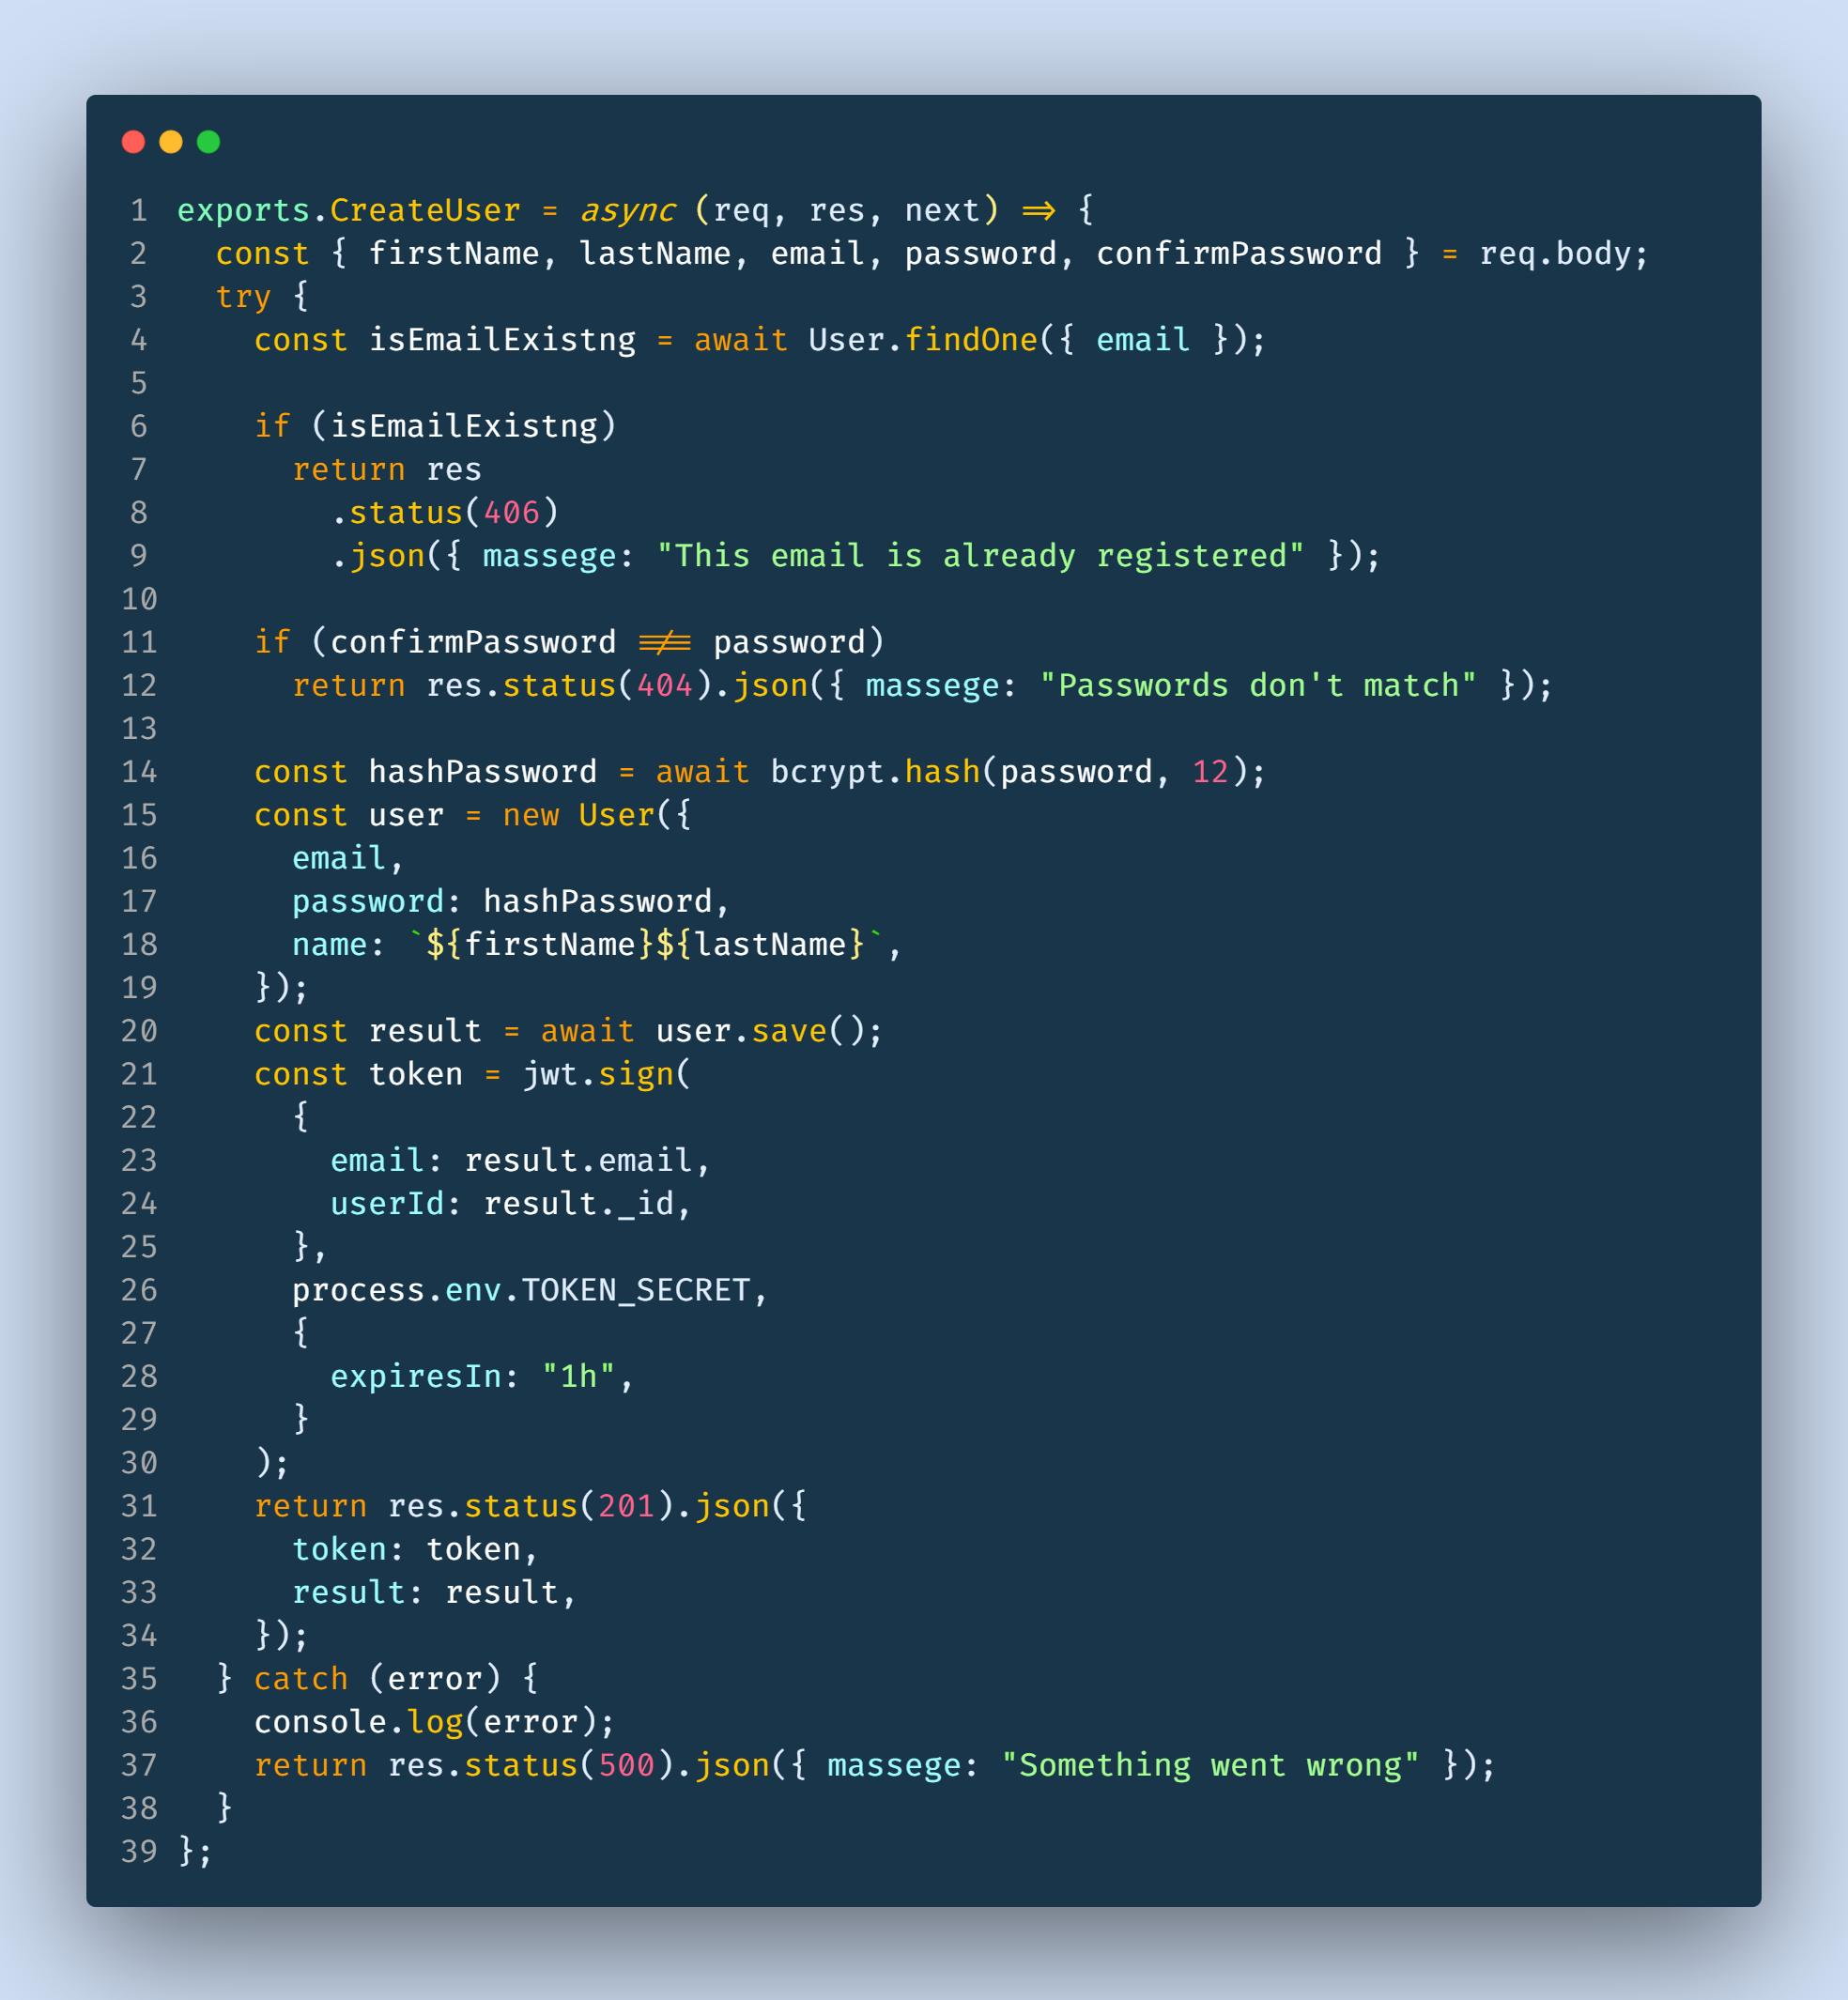 1 exports.CreateUser = async (req, res, next) => {
2   const { firstName, lastName, email, password, confirmPassword } = req.body;
3   try {
4     const isEmailExistng = await User.findOne({ email });
5
6     if (isEmailExistng)
7       return res
8         .status(406)
9         .json({ massege: "This email is already registered" });
10
11     if (confirmPassword !== password)
12       return res.status(404).json({ massege: "Passwords don't match" });
13
14     const hashPassword = await bcrypt.hash(password, 12);
15     const user = new User({
16       email,
17       password: hashPassword,
18       name: `${firstName}${lastName}`,
19     });
20     const result = await user.save();
21     const token = jwt.sign(
22       {
23         email: result.email,
24         userId: result._id,
25       },
26       process.env.TOKEN_SECRET,
27       {
28         expiresIn: "1h",
29       }
30     );
31     return res.status(201).json({
32       token: token,
33       result: result,
34     });
35   } catch (error) {
36     console.log(error);
37     return res.status(500).json({ massege: "Something went wrong" });
38   }
39 };